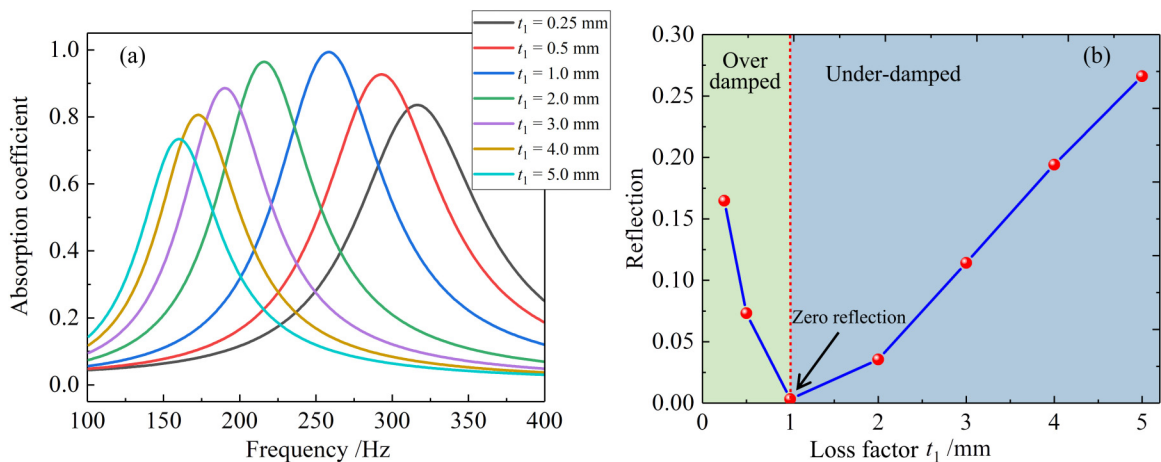 (a)
t₁ = 0.25 mm
t₁ = 0.5 mm
t₁ = 1.0 mm
t₁ = 2.0 mm
t₁ = 3.0 mm
t₁ = 4.0 mm
t₁ = 5.0 mm
1.0
0.8
0.6
0.4
0.2
0.0
Absorption coefficient
100
150
200
250
300
350
400
Frequency /Hz
(b)
Over
damped
Under-damped
Zero reflection
0.30
0.25
0.20
0.15
0.10
0.05
0.00
Reflection
0
1
2
3
4
5
Loss factor t₁ /mm